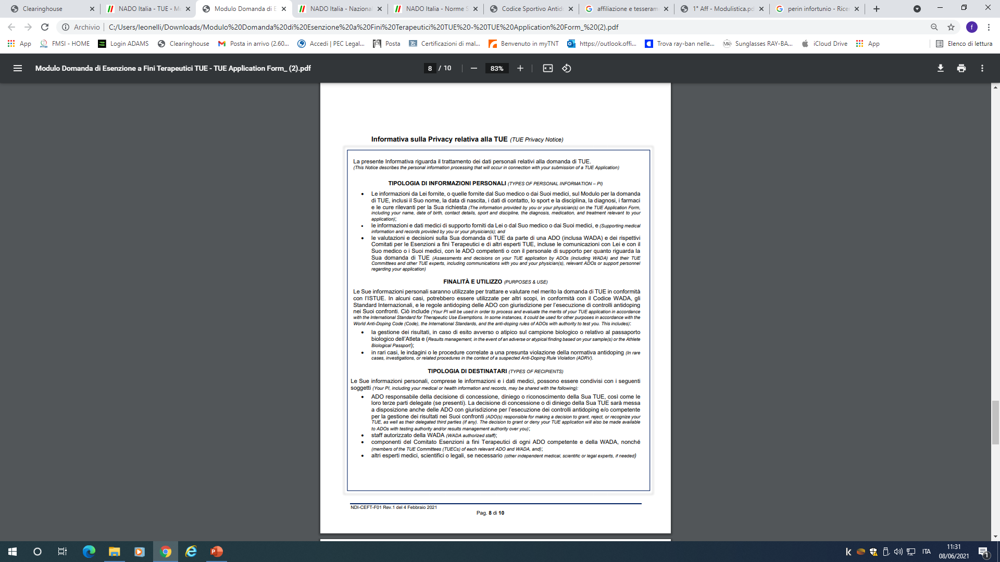 Clearinghouse
NADO Italia - TUE - Mo
Modulo Domanda di E
NADO Italia - Nazional
NADO Italia - Norme S
Codice Sportivo Antid
affiliazione e tesseram
1° Aff - Modulistica.pd
perin infortunio - Rice
Archivio
C:/Users/leonelli/Downloads/Modulo%20Domanda%20di%20Esenzione%20a%20Fini%20Terapeutici%20TUE%20-%20TUE%20Application%20Form_%20(2).pdf
f
App
FMSI - HOME
Login ADAMS
Clearinghouse
Posta in arrivo (2.60...
Accedi | PEC Legal...
Posta
Certificazioni di mal...
Benvenuto in myTNT
https://outlook.offi...
Trova ray-ban nelle...
Sunglasses RAY-BA...
iCloud Drive
App
Elenco di lettura
Modulo Domanda di Esenzione a Fini Terapeutici TUE - TUE Application Form_ (2).pdf
8 / 10
83%
Informativa sulla Privacy relativa alla TUE (TUE Privacy Notice)
La presente Informativa riguarda il trattamento dei dati personali relativi alla domanda di TUE.
(This Notice describes the personal information processing that will occur in connection with your submission of a TUE Application)
TIPOLOGIA DI INFORMAZIONI PERSONALI (TYPES OF PERSONAL INFORMATION – PI)
• Le informazioni da Lei fornite, o quelle fornite dal Suo medico o dai Suoi medici, sul Modulo per la domanda
di TUE, inclusi il Suo nome, la data di nascita, i dati di contatto, lo sport e la disciplina, la diagnosi, i farmaci
e le cure rilevanti per la Sua richiesta (The information provided by you or your physician(s) on the TUE Application Form,
including your name, date of birth, contact details, sport and discipline, the diagnosis, medication, and treatment relevant to your
application);
• le informazioni e dati medici di supporto forniti da Lei o dal Suo medico o dai Suoi medici, e (Supporting medical
information and records provided by you or your physician(s); and
• le valutazioni e decisioni sulla Sua domanda di TUE da parte di una ADO (inclusa WADA) e dei rispettivi
Comitati per le Esenzioni a fini Terapeutici e di altri esperti TUE, incluse le comunicazioni con Lei e con il
Suo medico o i Suoi medici, con le ADO competenti o con il personale di supporto per quanto riguarda la
Sua domanda di TUE (Assessments and decisions on your TUE application by ADOs (including WADA) and their TUE
Committees and other TUE experts, including communications with you and your physician(s), relevant ADOs or support personnel
regarding your application)
FINALITÀ E UTILIZZO (PURPOSES & USE)
Le Sue informazioni personali saranno utilizzate per trattare e valutare nel merito la domanda di TUE in conformità
con l'ISTUE. In alcuni casi, potrebbero essere utilizzate per altri scopi, in conformità con il Codice WADA, gli
Standard Internazionali, e le regole antidoping delle ADO con giurisdizione per l'esecuzione di controlli antidoping
nei Suoi confronti. Ciò include (Your PI will be used in order to process and evaluate the merits of your TUE application in accordance
with the International Standard for Therapeutic Use Exemptions. In some instances, it could be used for other purposes in accordance with the
World Anti-Doping Code (Code), the International Standards, and the anti-doping rules of ADOs with authority to test you. This includes):
• la gestione dei risultati, in caso di esito avverso o atipico sul campione biologico o relativo al passaporto
biologico dell'Atleta e (Results management, in the event of an adverse or atypical finding based on your sample(s) or the Athlete
Biological Passport);
• in rari casi, le indagini o le procedure correlate a una presunta violazione della normativa antidoping (In rare
cases, investigations, or related procedures in the context of a suspected Anti-Doping Rule Violation (ADRV).
TIPOLOGIA DI DESTINATARI (TYPES OF RECIPIENTS)
Le Sue informazioni personali, comprese le informazioni e i dati medici, possono essere condivisi con i seguenti
soggetti (Your PI, including your medical or health information and records, may be shared with the following):
• ADO responsabile della decisione di concessione, diniego o riconoscimento della Sua TUE, così come le
loro terze parti delegate (se presenti). La decisione di concessione o di diniego della Sua TUE sarà messa
a disposizione anche delle ADO con giurisdizione per l'esecuzione dei controlli antidoping e/o competente
per la gestione dei risultati nei Suoi confronti (ADO(s) responsible for making a decision to grant, reject, or recognize your
TUE, as well as their delegated third parties (if any). The decision to grant or deny your TUE application will also be made available
to ADOs with testing authority and/or results management authority over you);
• staff autorizzato della WADA (WADA authorized staff);
• componenti del Comitato Esenzioni a fini Terapeutici di ogni ADO competente e della WADA, nonché
(members of the TUE Committees (TUECs) of each relevant ADO and WADA, and);
• altri esperti medici, scientifici o legali, se necessario (other independent medical, scientific or legal experts, if needed)
NDI-CEFT-F01 Rev.1 del 4 Febbraio 2021
Pag. 8 di 10
ITA
11:31
08/06/2021
1